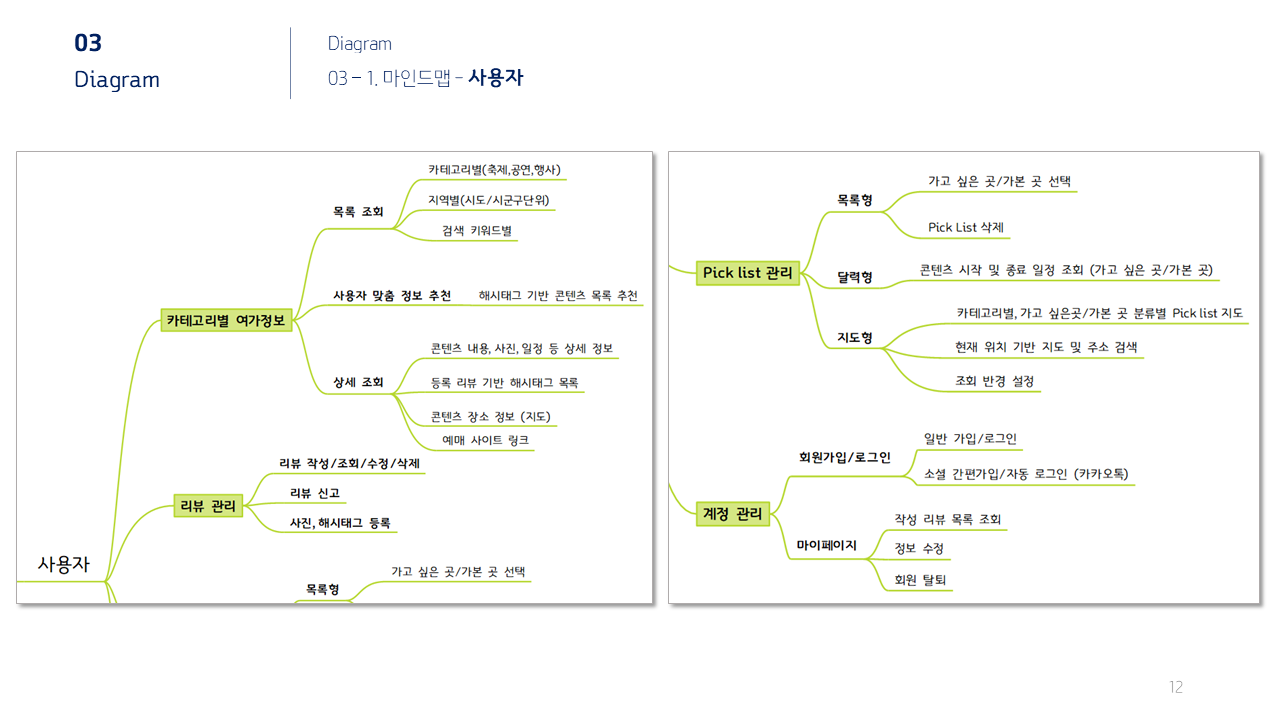 03
Diagram
Diagram
03 – 1. 마인드맵 – 사용자
카테고리별(축제,공연,행사)
지역별(시도/시군구단위)
목록 조회
검색 키워드별
사용자 맞춤 정보 추천
해시태그 기반 콘텐츠 목록 추천
카테고리별 여가정보
콘텐츠 내용, 사진, 일정 등 상세 정보
상세 조회
등록 리뷰 기반 해시태그 목록
콘텐츠 장소 정보 (지도)
예매 사이트 링크
리뷰 작성/조회/수정/삭제
리뷰 신고
리뷰 관리
사진, 해시태그 등록
사용자
가고 싶은 곳/가본 곳 선택
목록형
가고 싶은 곳/가본 곳 선택
목록형
Pick List 삭제
Pick list 관리
달력형
콘텐츠 시작 및 종료 일정 조회 (가고 싶은 곳/가본 곳)
카테고리별, 가고 싶은곳/가본 곳 분류별 Pick list 지도
지도형
현재 위치 기반 지도 및 주소 검색
조회 반경 설정
일반 가입/로그인
회원가입/로그인
소셜 간편가입/자동 로그인 (카카오톡)
계정 관리
작성 리뷰 목록 조회
마이페이지
정보 수정
회원 탈퇴
12